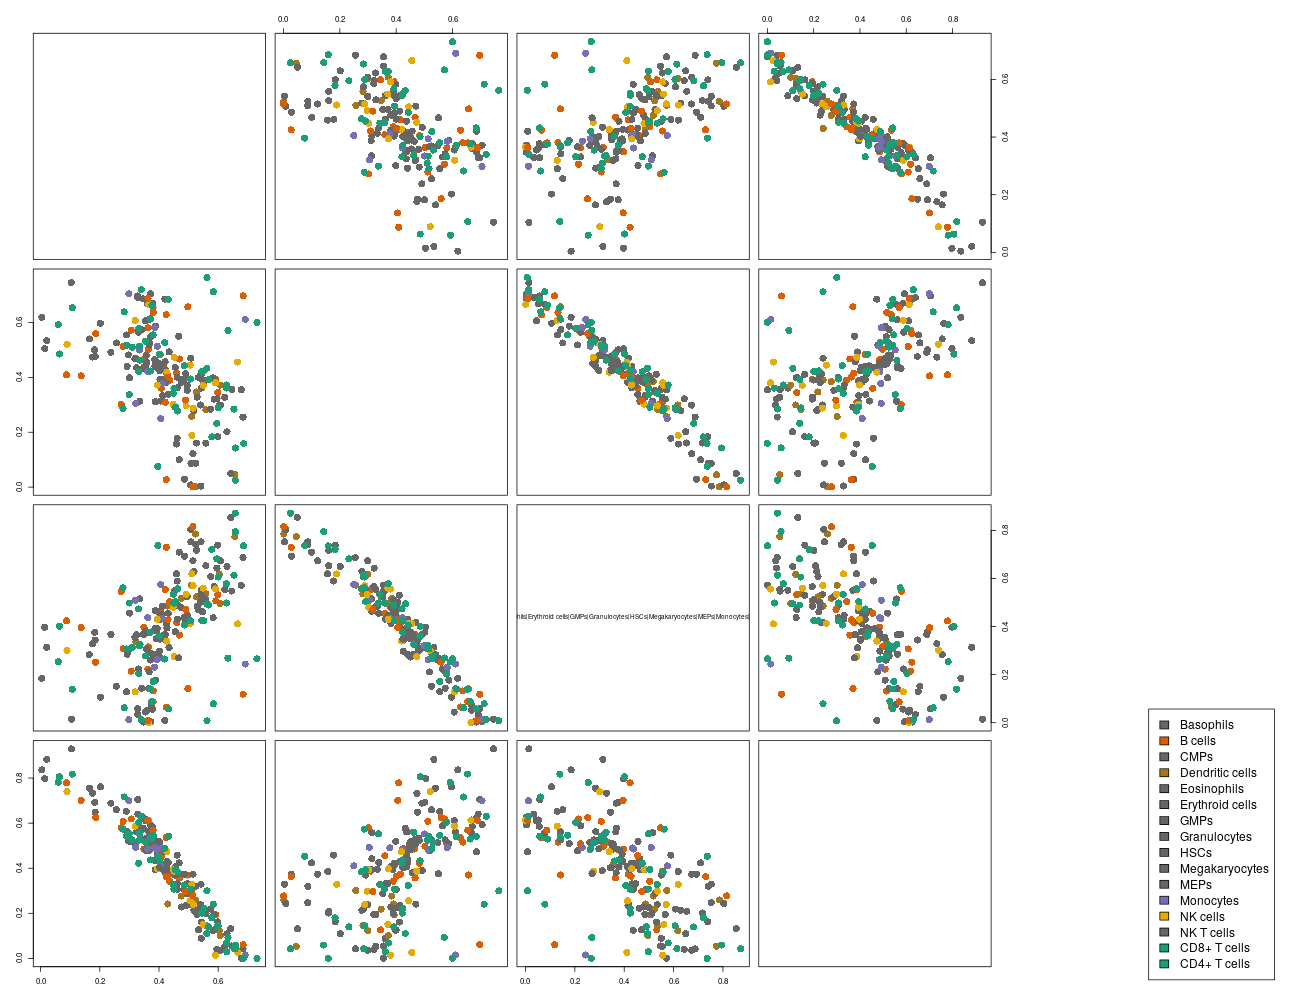 0.0 0.2 0.4 0.6
0.0 0.2 0.4 0.6 0.8
0.0 0.2 0.4 0.6
0.0 0.2 0.4 0.6
hils|Erythroid cells|GMPs|Granulocytes|HSCs|Megakaryocytes|MEPs|Monocytes|
0.0 0.2 0.4 0.6 0.8
0.0 0.2 0.4 0.6 0.8
0.0 0.2 0.4 0.6
0.0 0.2 0.4 0.6 0.8
Basophils
B cells
CMPs
Dendritic cells
Eosinophils
Erythroid cells
GMPs
Granulocytes
HSCs
Megakaryocytes
MEPs
Monocytes
NK cells
NK T cells
CD8+ T cells
CD4+ T cells